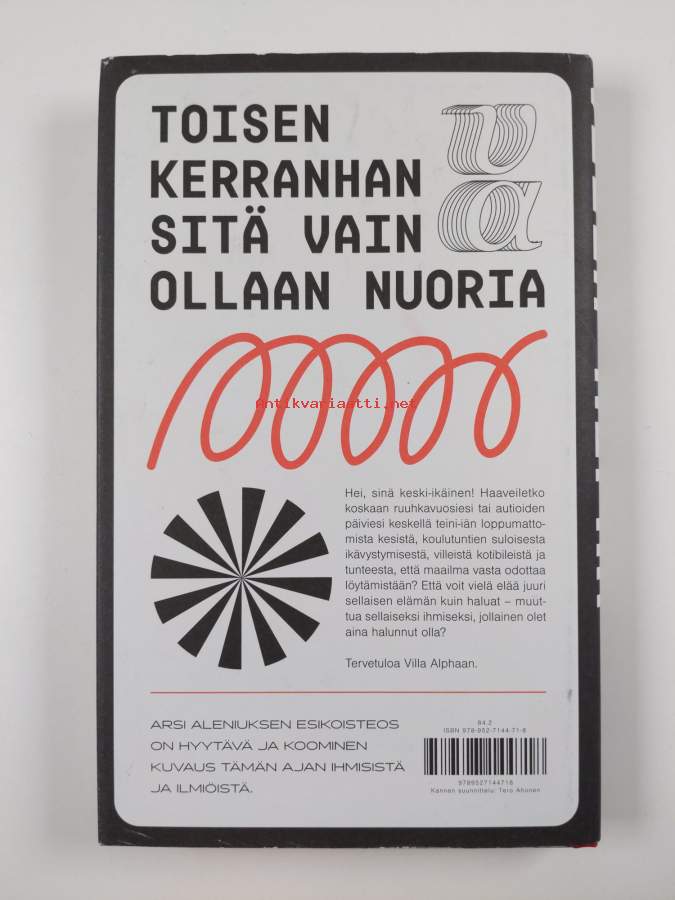 TOISEN
KERRANHAN
SITÄ VAIN
OLLAAN NUORIA
va
Antikvariaatti.net
Hei, sinä keski-ikäinen! Haaveiletko
koskaan ruuhkavuosiesi tai autioiden
päiviesi keskellä teini-iän loppumatto-
mista kesistä, koulutuntien suloisesta
ikävystymisestä, villeistä kotibileistä ja
tunteesta, että maailma vasta odottaa
löytämistään? Että voit vielä elää juuri
sellaisen elämän kuin haluat – muut-
tua sellaiseksi ihmiseksi, jollainen olet
aina halunnut olla?
Tervetuloa Villa Alphaan.
ARSI ALENIUKSEN ESIKOISTEOS
ON HYYTÄVÄ JA KOOMINEN
KUVAUS TÄMÄN AJAN IHMISISTÄ
JA ILMIÖISTÄ.
84.2
ISBN 978-952-7144-71-8
9789527144718
Kannen suunnittelu: Tero Ahonen